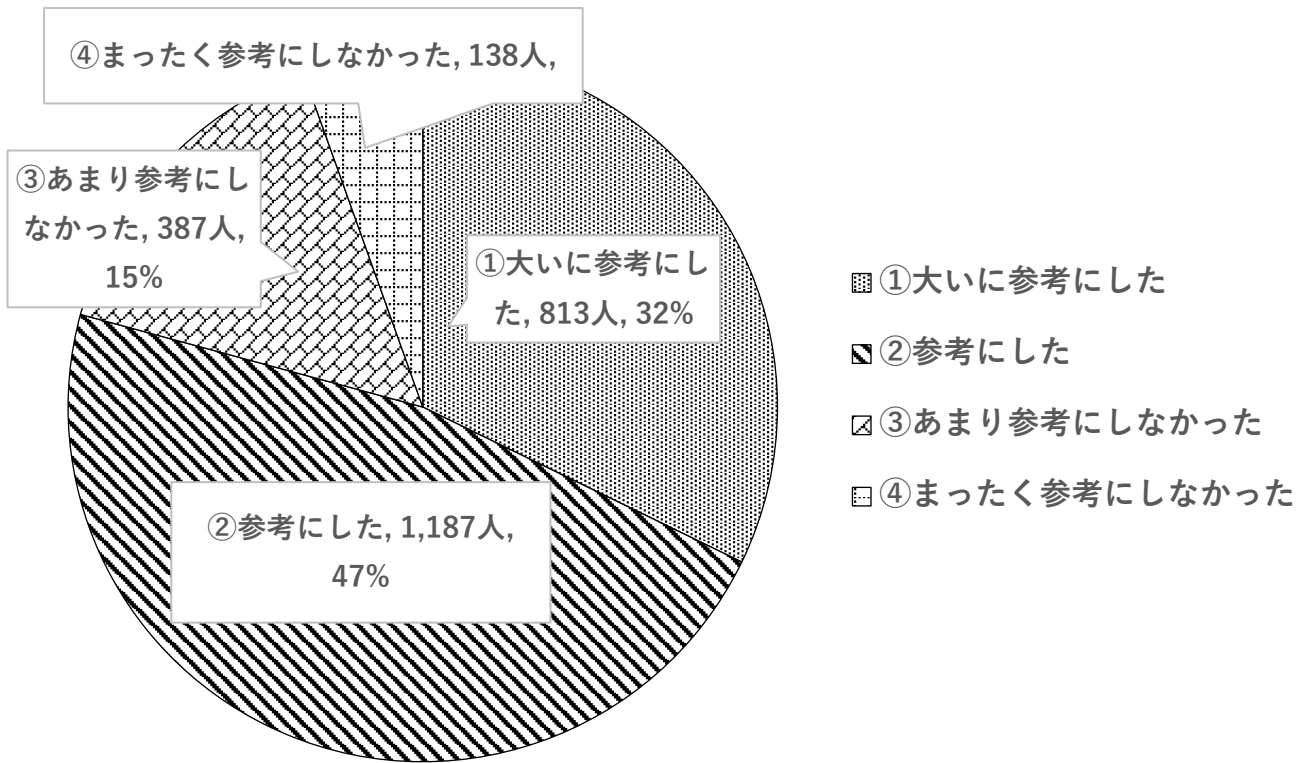 ④まったく参考にしなかった, 138人,
③あまり参考にし
なかった, 387人,
15%
①大いに参考にし
た, 813人, 32%
②参考にした, 1,187人,
47%
①大いに参考にした
②参考にした
③あまり参考にしなかった
④まったく参考にしなかった